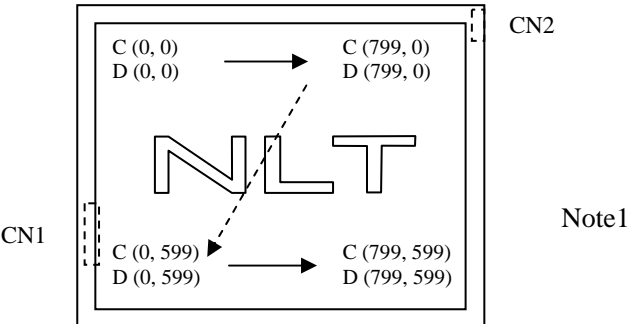 CN2
C (0, 0)
C (799, 0)
D (0, 0)
D (799, 0)
NLT
Note1
CN1
C (0, 599)
C (799, 599)
D (0, 599)
D (799, 599)